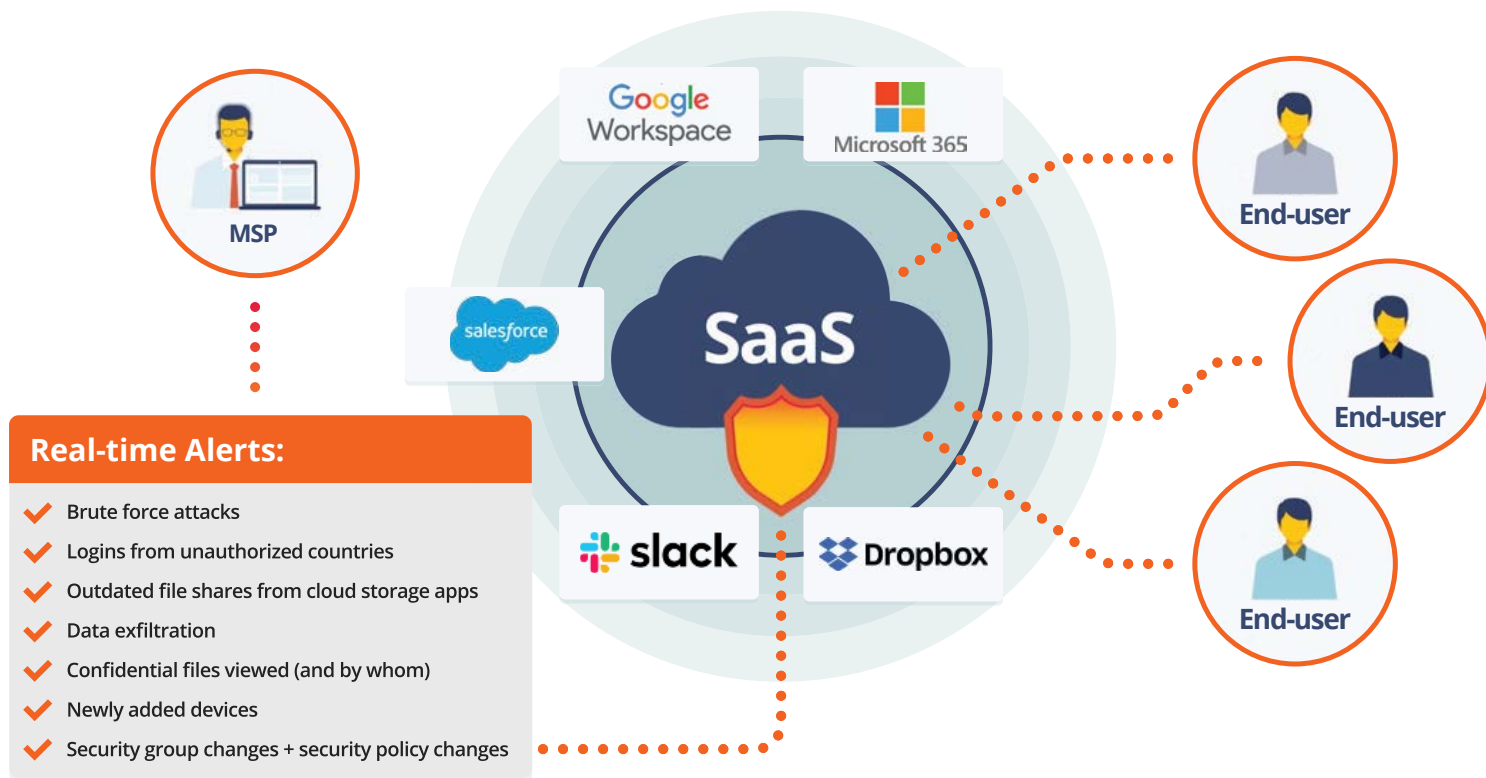 Google
Workspace
Microsoft 365
MSP
End-user
salesforce
SaaS
End-user
Real-time Alerts:
Brute force attacks
Logins from unauthorized countries
Outdated file shares from cloud storage apps
Data exfiltration
Confidential files viewed (and by whom)
Newly added devices
Security group changes + security policy changes
slack
Dropbox
End-user